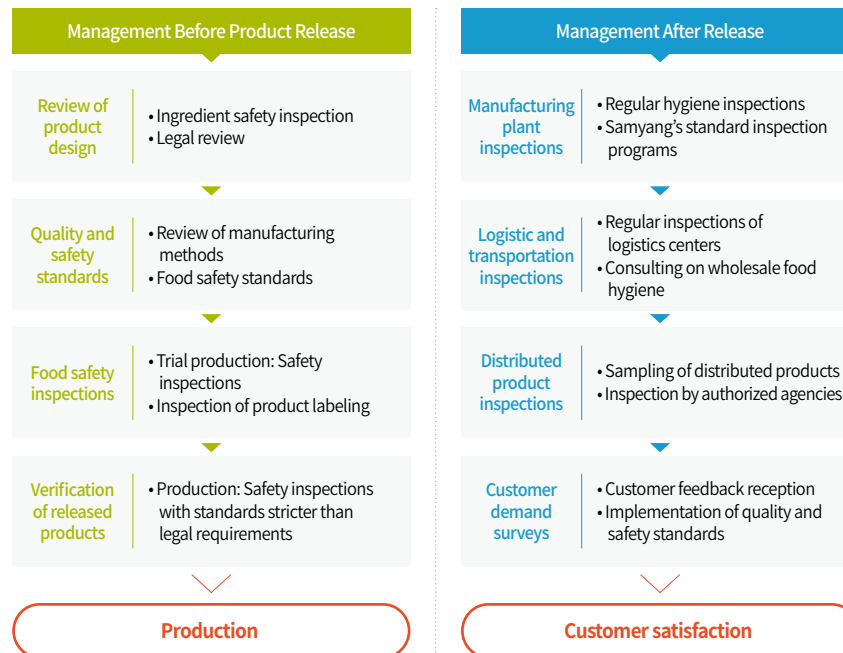 Management Before Product Release
Review of
product
design
• Ingredient safety inspection
• Legal review
Quality and
safety
standards
• Review of manufacturing
methods
• Food safety standards
Food safety
inspections
• Trial production: Safety
inspections
• Inspection of product labeling
Verification
of released
products
• Production: Safety inspections
with standards stricter than
legal requirements
Production
Management After Release
Manufacturing
plant
inspections
• Regular hygiene inspections
• Samyang's standard inspection
programs
Logistic and
transportation
inspections
• Regular inspections of
logistics centers
• Consulting on wholesale food
hygiene
Distributed
product
inspections
• Sampling of distributed products
• Inspection by authorized agencies
Customer
demand
surveys
• Customer feedback reception
• Implementation of quality and
safety standards
Customer satisfaction